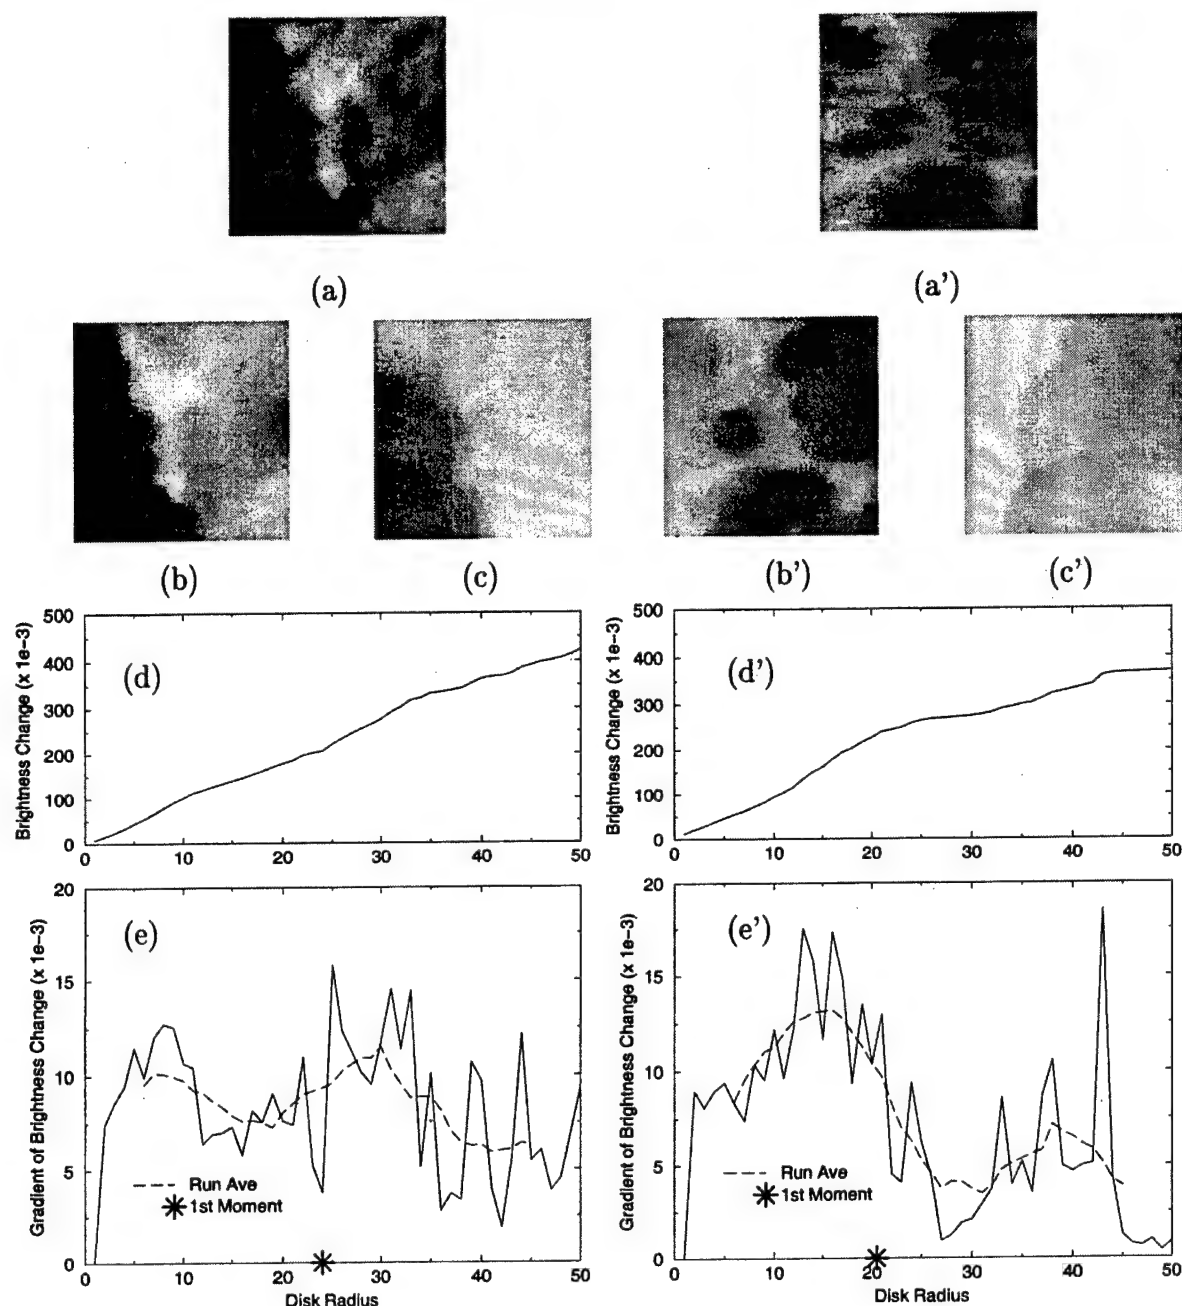 (a)
(a')
(b)
(c)
(b')
(c')
500
400
300
200
100
0
Brightness Change (x 1e-3)
(d)
0
10
20
30
40
50
500
400
300
200
100
0
Brightness Change (x 1e-3)
(d')
0
10
20
30
40
50
20
15
10
5
0
Gradient of Brightness Change (x 1e-3)
(e)
Run Ave
1st Moment
0
10
20
30
40
50
Disk Radius
20
15
10
5
0
Gradient of Brightness Change (x 1e-3)
(e')
Run Ave
1st Moment
0
10
20
30
40
50
Disk Radius